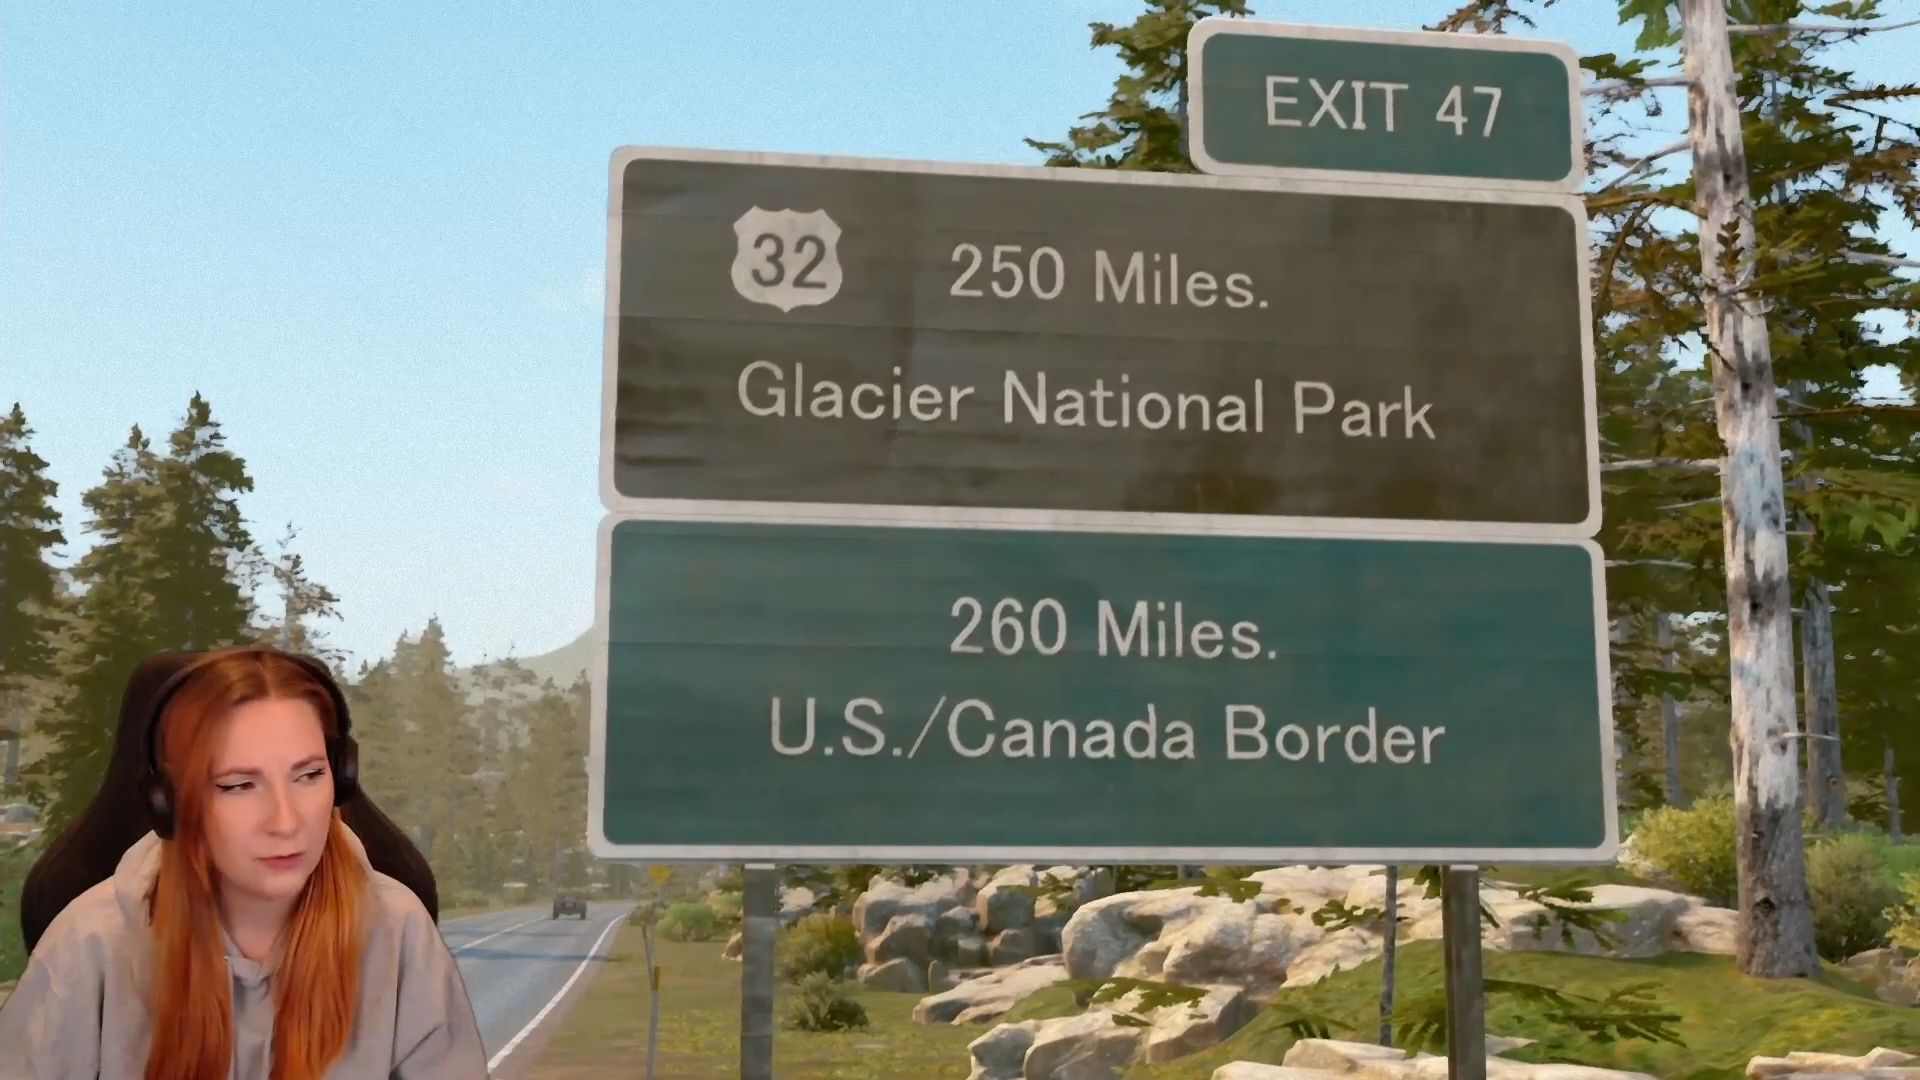 EXIT 47
32 250 Miles.
Glacier National Park
260 Miles.
U.S./Canada Border